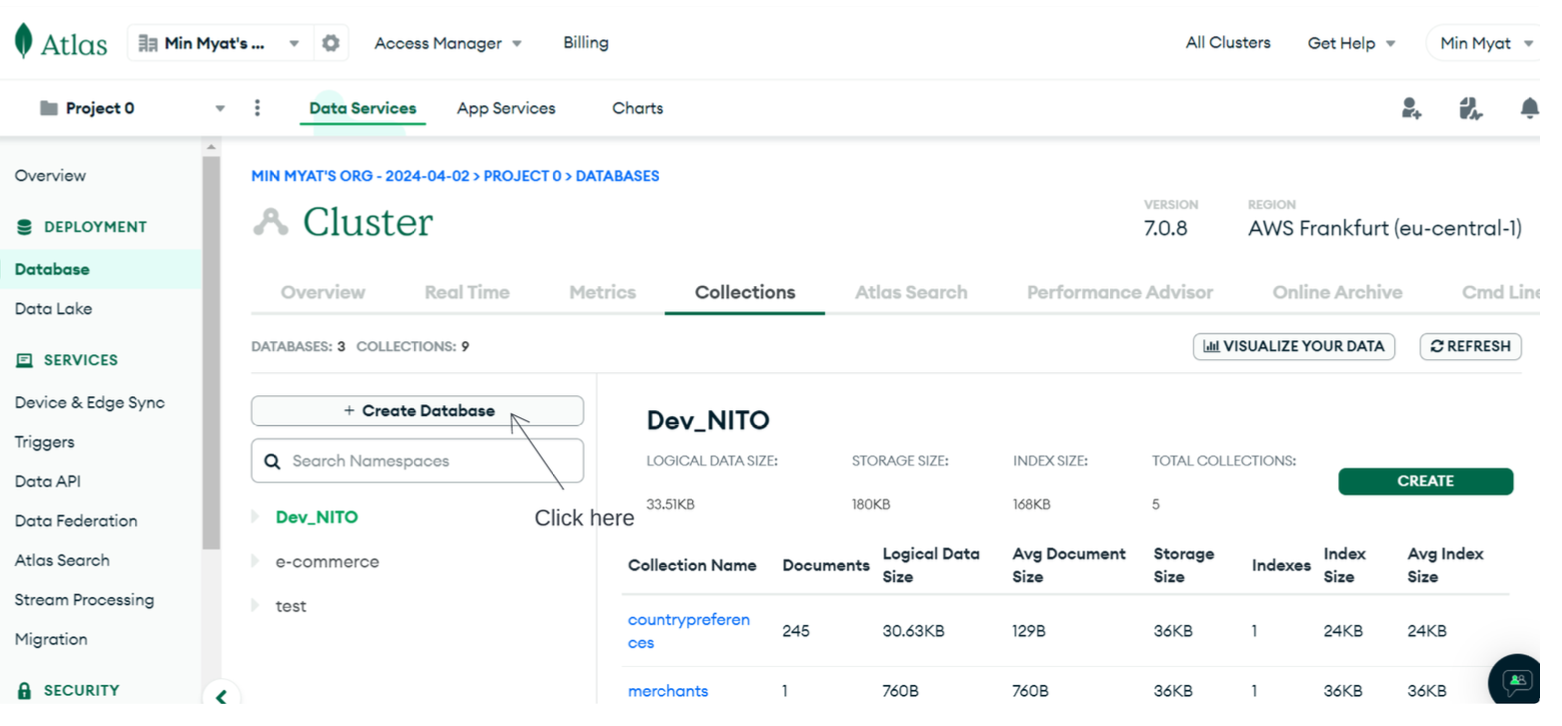 Atlas Min Myat's ... Access Manager Billing All Clusters Get Help Min Myat
Project 0 Data Services App Services Charts
Overview
DEPLOYMENT
Database
Data Lake
SERVICES
Device & Edge Sync
Triggers
Data API
Data Federation
Atlas Search
Stream Processing
Migration
SECURITY
MIN MYAT'S ORG - 2024-04-02 > PROJECT 0 > DATABASES
Cluster
VERSION REGION
7.0.8 AWS Frankfurt (eu-central-1)
Overview Real Time Metrics Collections Atlas Search Performance Advisor Online Archive Cmd Line
DATABASES: 3 COLLECTIONS: 9
VISUALIZE YOUR DATA REFRESH
+ Create Database
Search Namespaces
Click here
Dev_NITO
e-commerce
test
Dev_NITO
LOGICAL DATA SIZE: STORAGE SIZE: INDEX SIZE: TOTAL COLLECTIONS:
33.51KB 180KB 168KB 5
CREATE
Collection Name Documents Logical Data Size Avg Document Size Storage Size Indexes Index Size Avg Index Size
countrypreferen
ces 245 30.63KB 129B 36KB 1 24KB 24KB
merchants 1 760B 760B 36KB 1 36KB 36KB